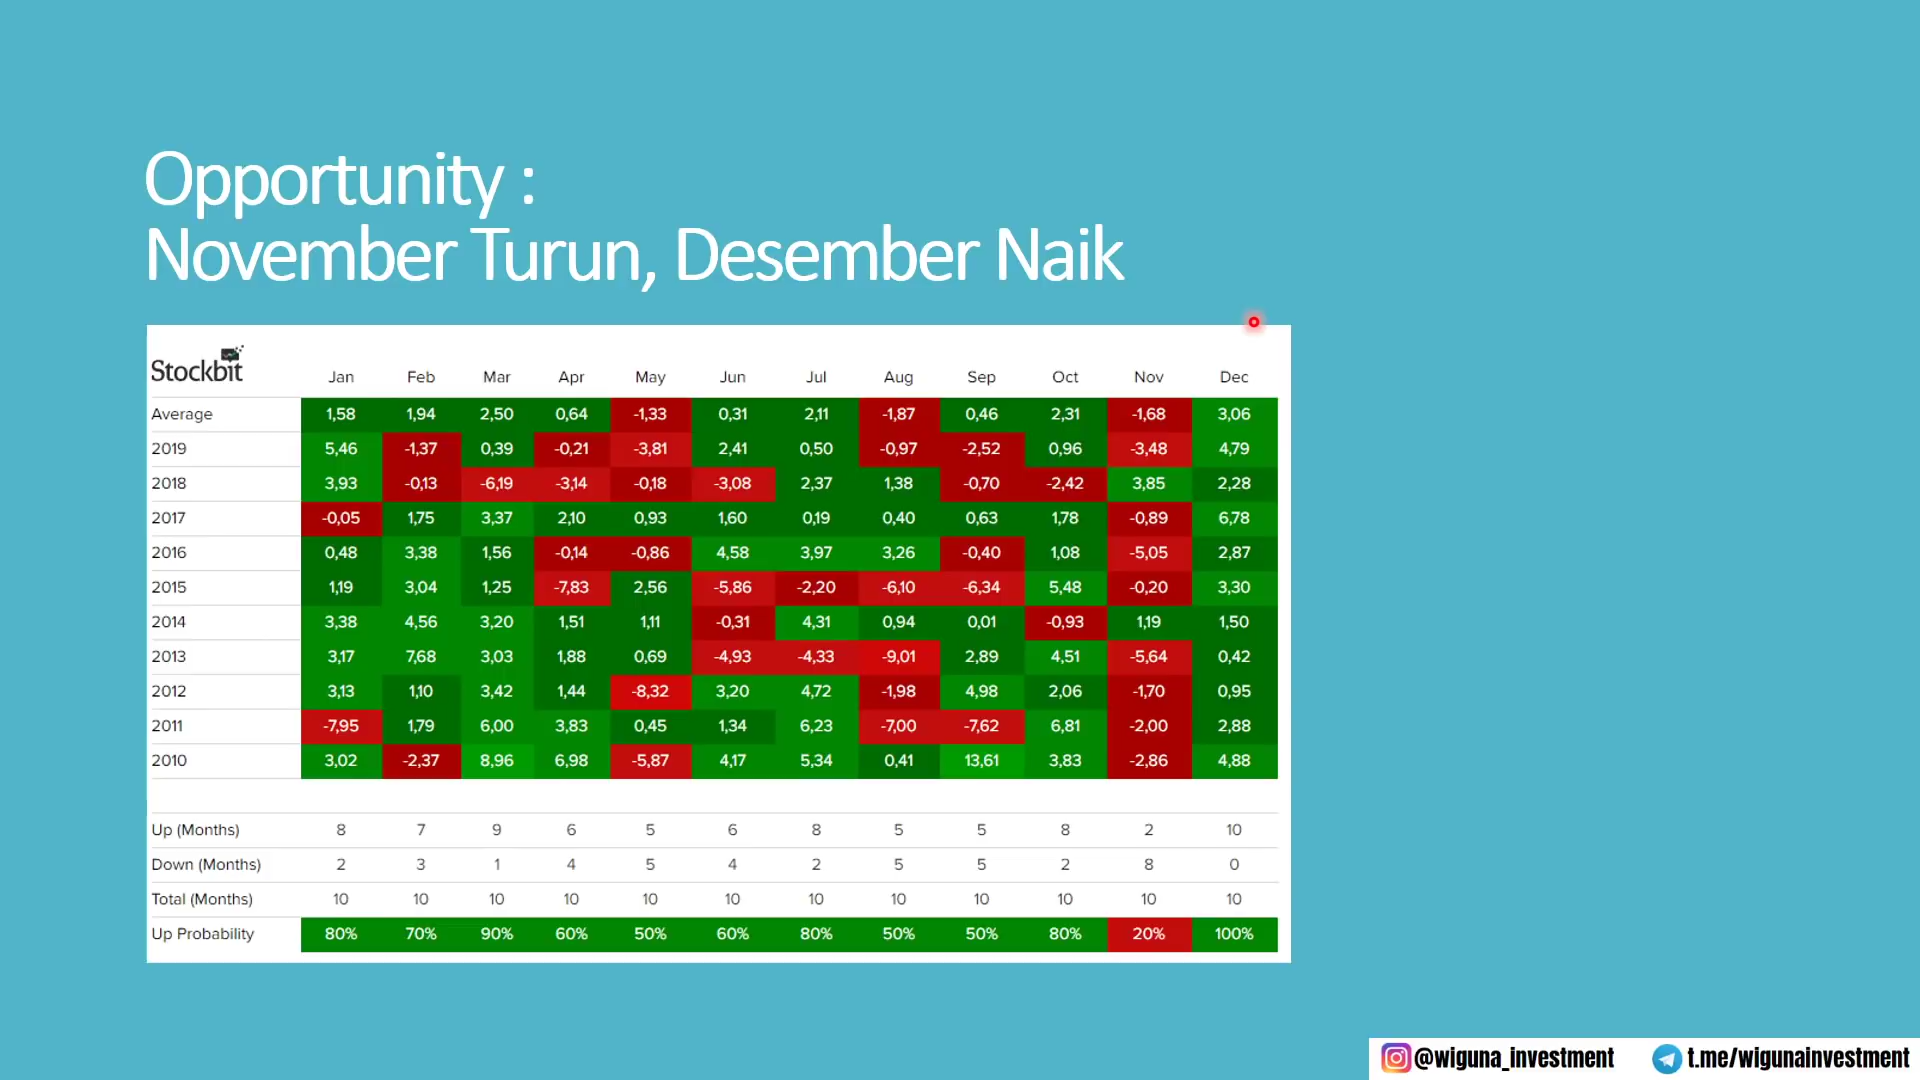 Opportunity :
November Turun, Desember Naik
Stockbit Jan Feb Mar Apr May Jun Jul Aug Sep Oct Nov Dec
Average 1,58 1,94 2,50 0,64 -1,33 0,31 2,11 -1,87 0,46 2,31 -1,68 3,06
2019 5,46 -1,37 0,39 -0,21 -3,81 2,41 0,50 -0,97 -2,52 0,96 -3,48 4,79
2018 3,93 -0,13 -6,19 -3,14 -0,18 -3,08 2,37 1,38 -0,70 -2,42 3,85 2,28
2017 -0,05 1,75 3,37 2,10 0,93 1,60 0,19 0,40 0,63 1,78 -0,89 6,78
2016 0,48 3,38 1,56 -0,14 -0,86 4,58 3,97 3,26 -0,40 1,08 -5,05 2,87
2015 1,19 3,04 1,25 -7,83 2,56 -5,86 -2,20 -6,10 -6,34 5,48 -0,20 3,30
2014 3,38 4,56 3,20 1,51 1,11 -0,31 4,31 0,94 0,01 -0,93 1,19 1,50
2013 3,17 7,68 3,03 1,88 0,69 -4,93 -4,33 -9,01 2,89 4,51 -5,64 0,42
2012 3,13 1,10 3,42 1,44 -8,32 3,20 4,72 -1,98 4,98 2,06 -1,70 0,95
2011 -7,95 1,79 6,00 3,83 0,45 1,34 6,23 -7,00 -7,62 6,81 -2,00 2,88
2010 3,02 -2,37 8,96 6,98 -5,87 4,17 5,34 0,41 13,61 3,83 -2,86 4,88
Up (Months) 8 7 9 6 5 6 8 5 5 8 2 10
Down (Months) 2 3 1 4 5 4 2 5 5 2 8 0
Total (Months) 10 10 10 10 10 10 10 10 10 10 10 10
Up Probability 80% 70% 90% 60% 50% 60% 80% 50% 50% 80% 20% 100%
@wiguna_investment t.me/wigunainvestment